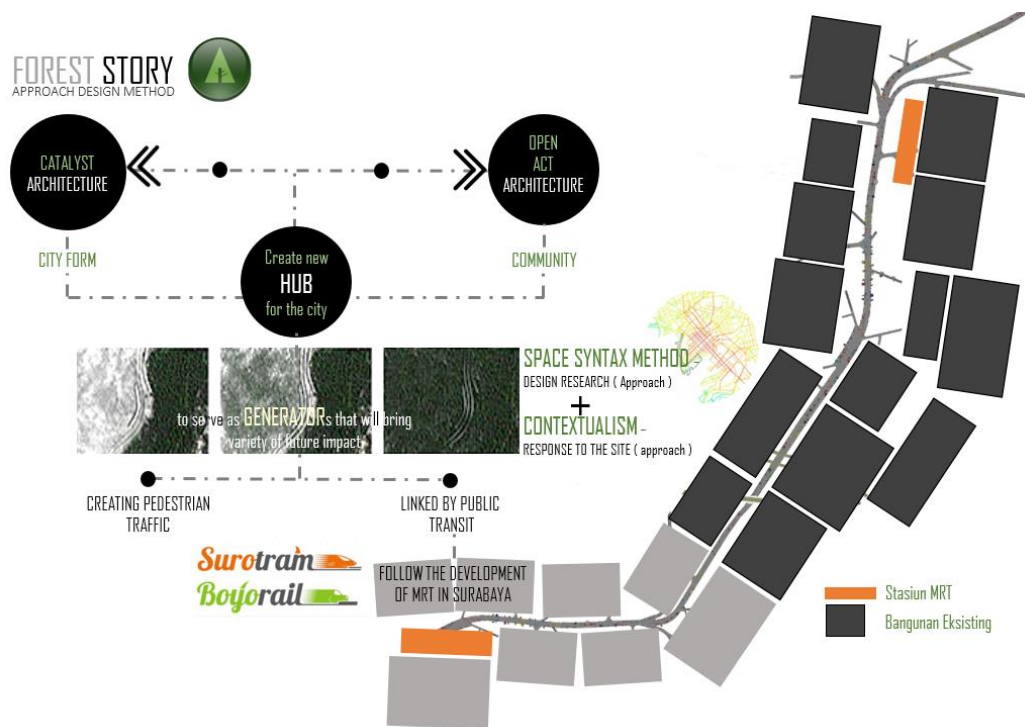 FOREST STORY
APPROACH DESIGN METHOD
CATALYST
ARCHITECTURE
OPEN
ACT
ARCHITECTURE
CITY FORM
Create new
HUB
for the city
COMMUNITY
SPACE SYNTAX METHOD
DESIGN RESEARCH ( Approach )
+
CONTEXTUALISM -
RESPONSE TO THE SITE ( approach )
to serve as GENERATORs that will bring
variety of future impact
CREATING PEDESTRIAN
TRAFFIC
LINKED BY PUBLIC
TRANSIT
Surotram
Boyorail
FOLLOW THE DEVELOPMENT
OF MRT IN SURABAYA
Stasiun MRT
Bangunan Eksisting